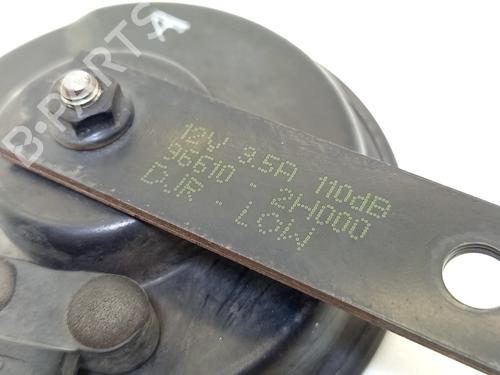 A
B-PARTS
12V 3.5A 110dB
96610 - 2H000
DJR - LOW